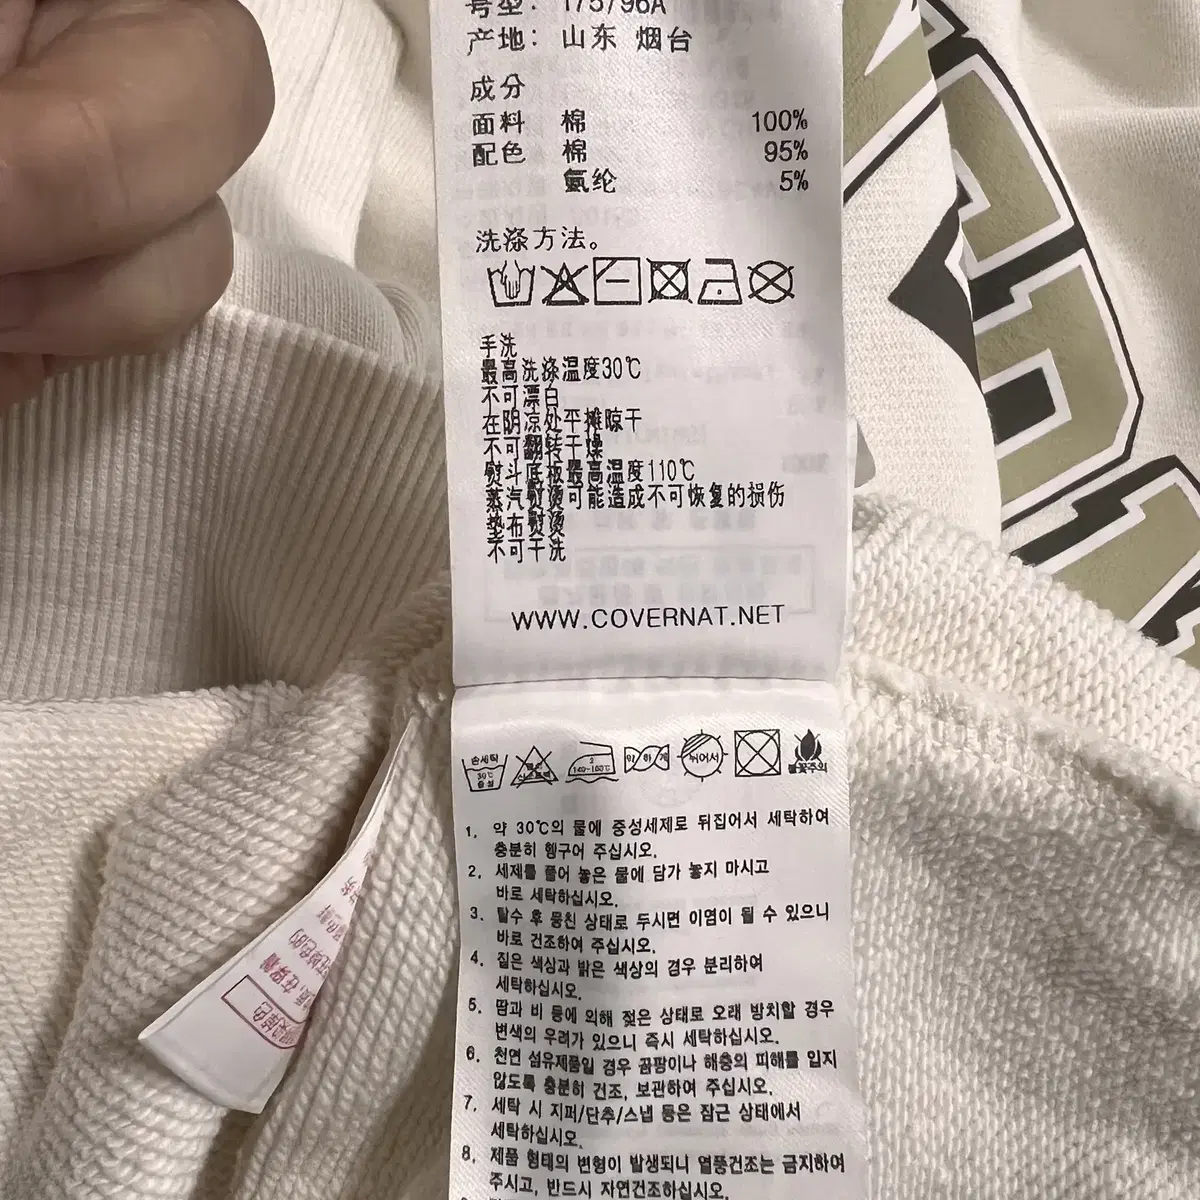 号型: 175/96A
产地: 山东 烟台
成分
面料 棉 100%
配色 棉 95%
氨纶 5%
洗涤方法。
手洗
最高洗涤温度30℃
不可漂白
在阴凉处平摊晾干
不可翻转干燥
熨斗底板最高温度110℃
蒸汽熨烫可能造成不可恢复的损伤
垫布熨烫
不可干洗
WWW.COVERNAT.NET
손세탁 30℃ 중성
약하게
뉘어서
불꽃주의
1. 약 30℃의 물에 중성세제로 뒤집어서 세탁하여
충분히 헹구어 주십시오.
2. 세제를 풀어 놓은 물에 담가 놓지 마시고
바로 세탁하십시오.
3. 탈수 후 뭉친 상태로 두시면 이염이 될 수 있으니
바로 건조하여 주십시오.
4. 짙은 색상과 밝은 색상의 경우 분리하여
세탁하십시오.
5. 땀과 비 등에 의해 젖은 상태로 오래 방치할 경우
변색의 우려가 있으니 즉시 세탁하십시오.
6. 천연 섬유제품일 경우 곰팡이나 해충의 피해를 입지
않도록 충분히 건조, 보관하여 주십시오.
7. 세탁 시 지퍼/단추/스냅 등은 잠근 상태에서
세탁하십시오.
8. 제품 형태의 변형이 발생되니 열풍건조는 금지하여
주시고, 반드시 자연건조하십시오.